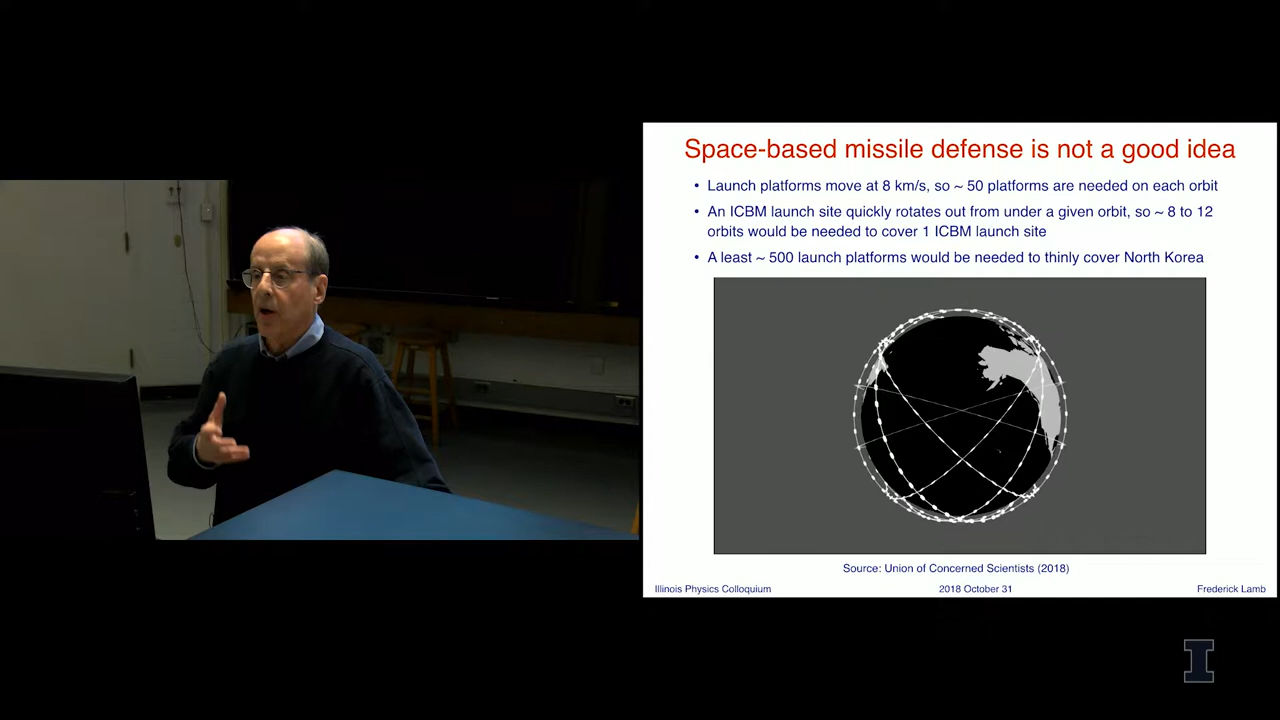 Space-based missile defense is not a good idea
• Launch platforms move at 8 km/s, so ~ 50 platforms are needed on each orbit
• An ICBM launch site quickly rotates out from under a given orbit, so ~ 8 to 12
orbits would be needed to cover 1 ICBM launch site
• A least ~ 500 launch platforms would be needed to thinly cover North Korea
Source: Union of Concerned Scientists (2018)
Illinois Physics Colloquium
2018 October 31
Frederick Lamb
I